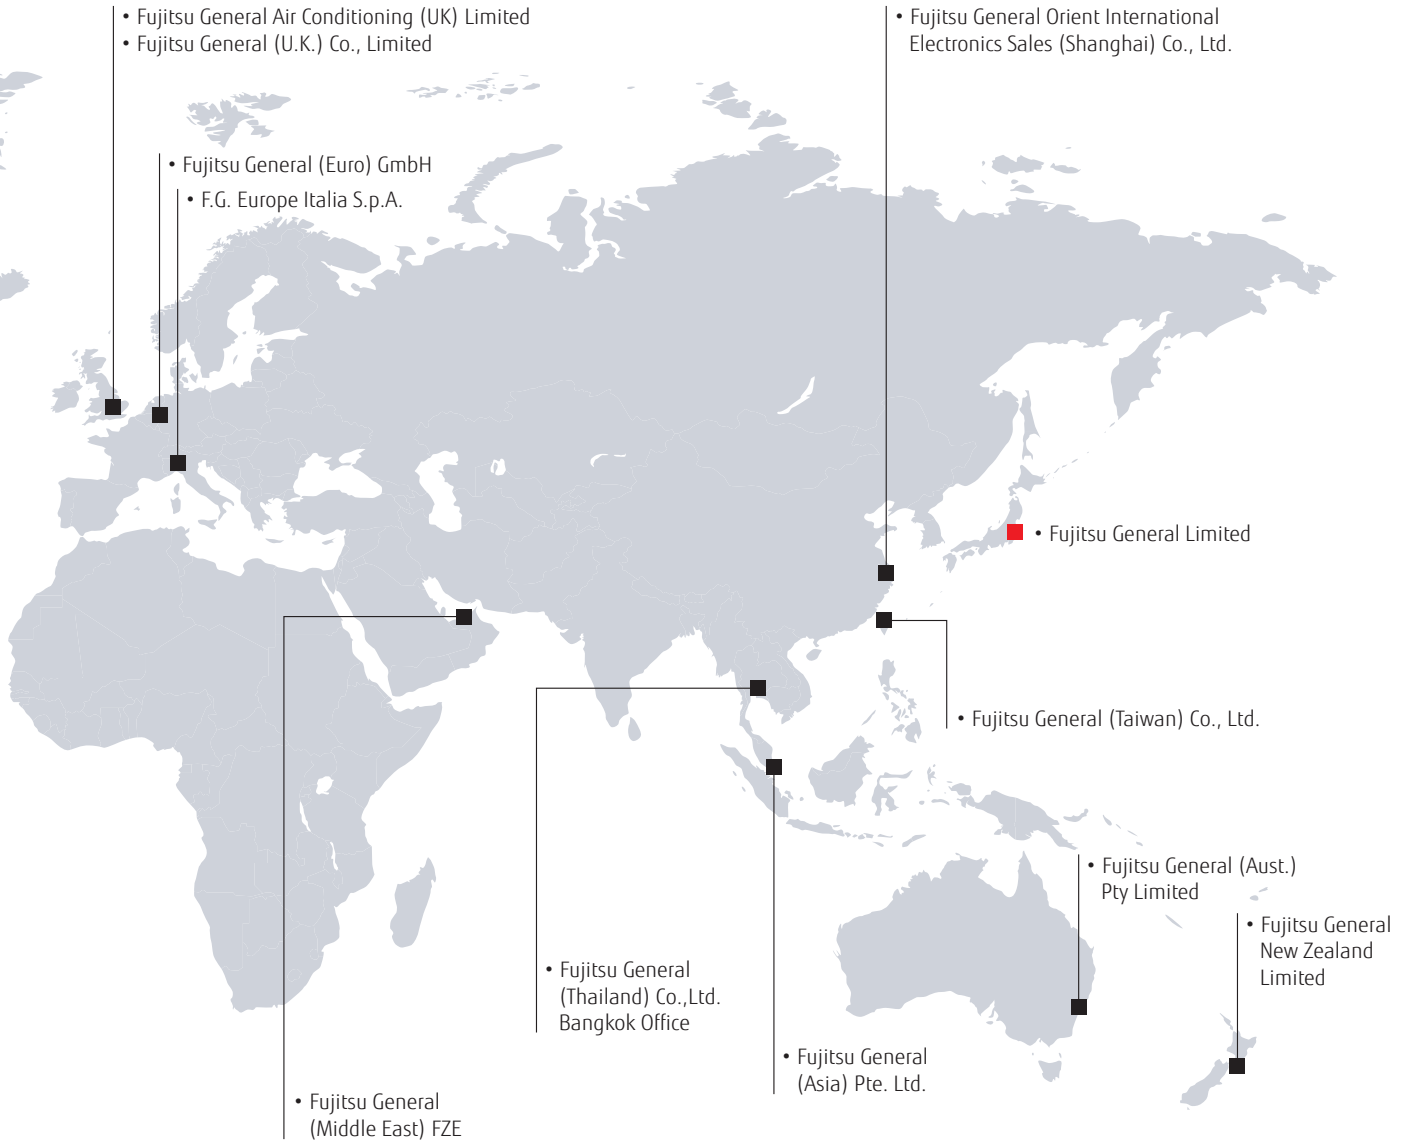 • Fujitsu General Air Conditioning (UK) Limited
• Fujitsu General (U.K.) Co., Limited
• Fujitsu General Orient International
Electronics Sales (Shanghai) Co., Ltd.
• Fujitsu General (Euro) GmbH
• F.G. Europe Italia S.p.A.
• Fujitsu General Limited
• Fujitsu General (Taiwan) Co., Ltd.
• Fujitsu General (Aust.)
Pty Limited
• Fujitsu General
New Zealand
Limited
• Fujitsu General
(Thailand) Co.,Ltd.
Bangkok Office
• Fujitsu General
(Asia) Pte. Ltd.
• Fujitsu General
(Middle East) FZE